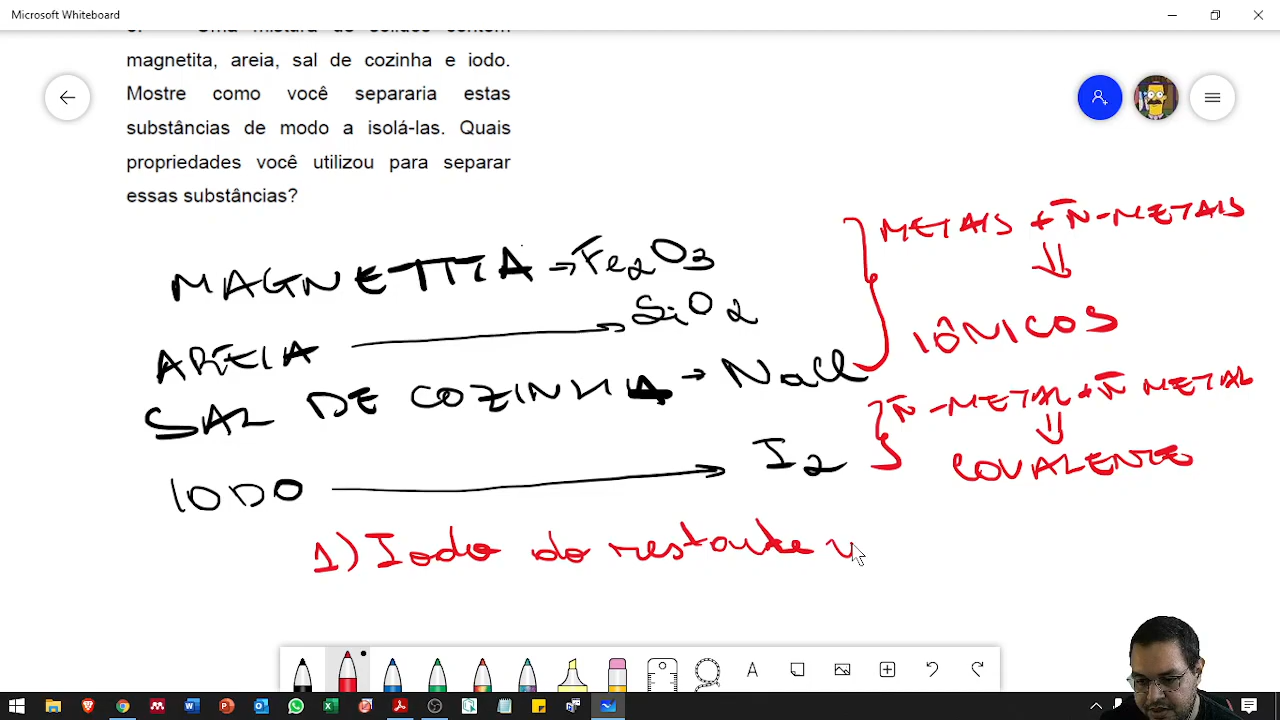 Microsoft Whiteboard
magnetita, areia, sal de cozinha e iodo.
Mostre como você separaria estas
substâncias de modo a isolá-las. Quais
propriedades você utilizou para separar
essas substâncias?
METAIS + N̄-METAIS
MAGNETITA → Fe2O3
SiO2
IÔNICOS
AREIA
NaCl
SAL DE COZINHA →
N̄-METAL + N̄ METAL
I2
COVALENTE
IODO
1) Iodo do restante
A